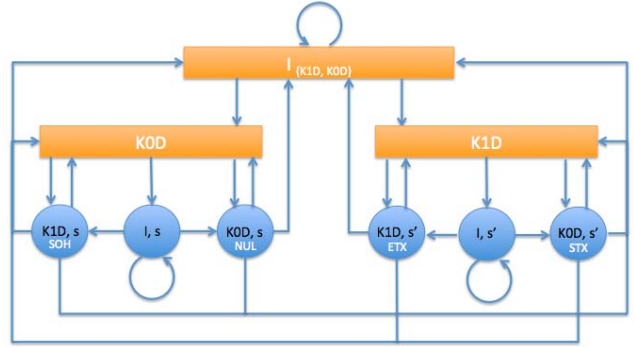 I {K1D, K0D}
K0D
K1D
K1D, s
SOH
I, s
K0D, s
NUL
K1D, s’
ETX
I, s’
K0D, s’
STX